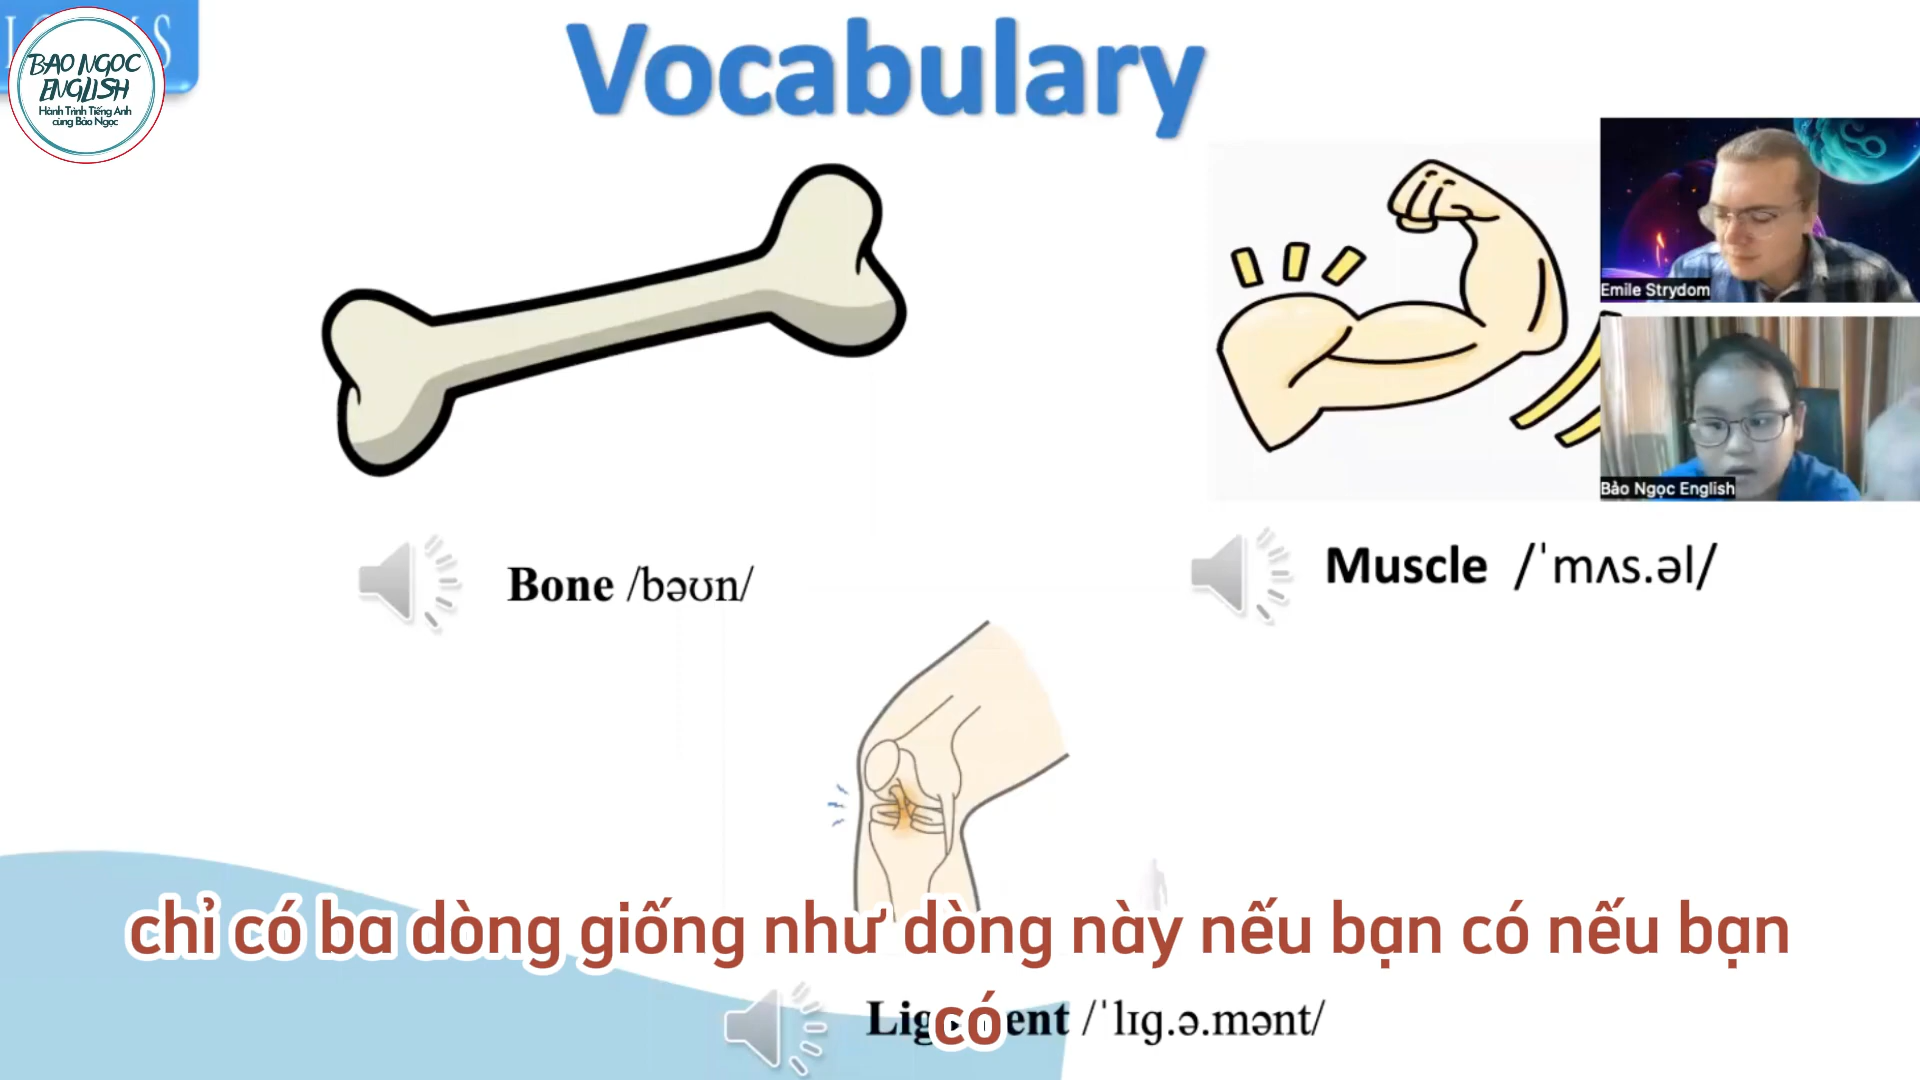 BAO NGOC
ENGLISH
Hành Trình Tiếng Anh
cùng Bảo Ngọc
Vocabulary
Emile Strydom
Bảo Ngọc English
Bone /bəʊn/
Muscle /ˈmʌs.əl/
chỉ có ba dòng giống như dòng này nếu bạn có nếu bạn
có
/ˈlɪɡ.ə.mənt/